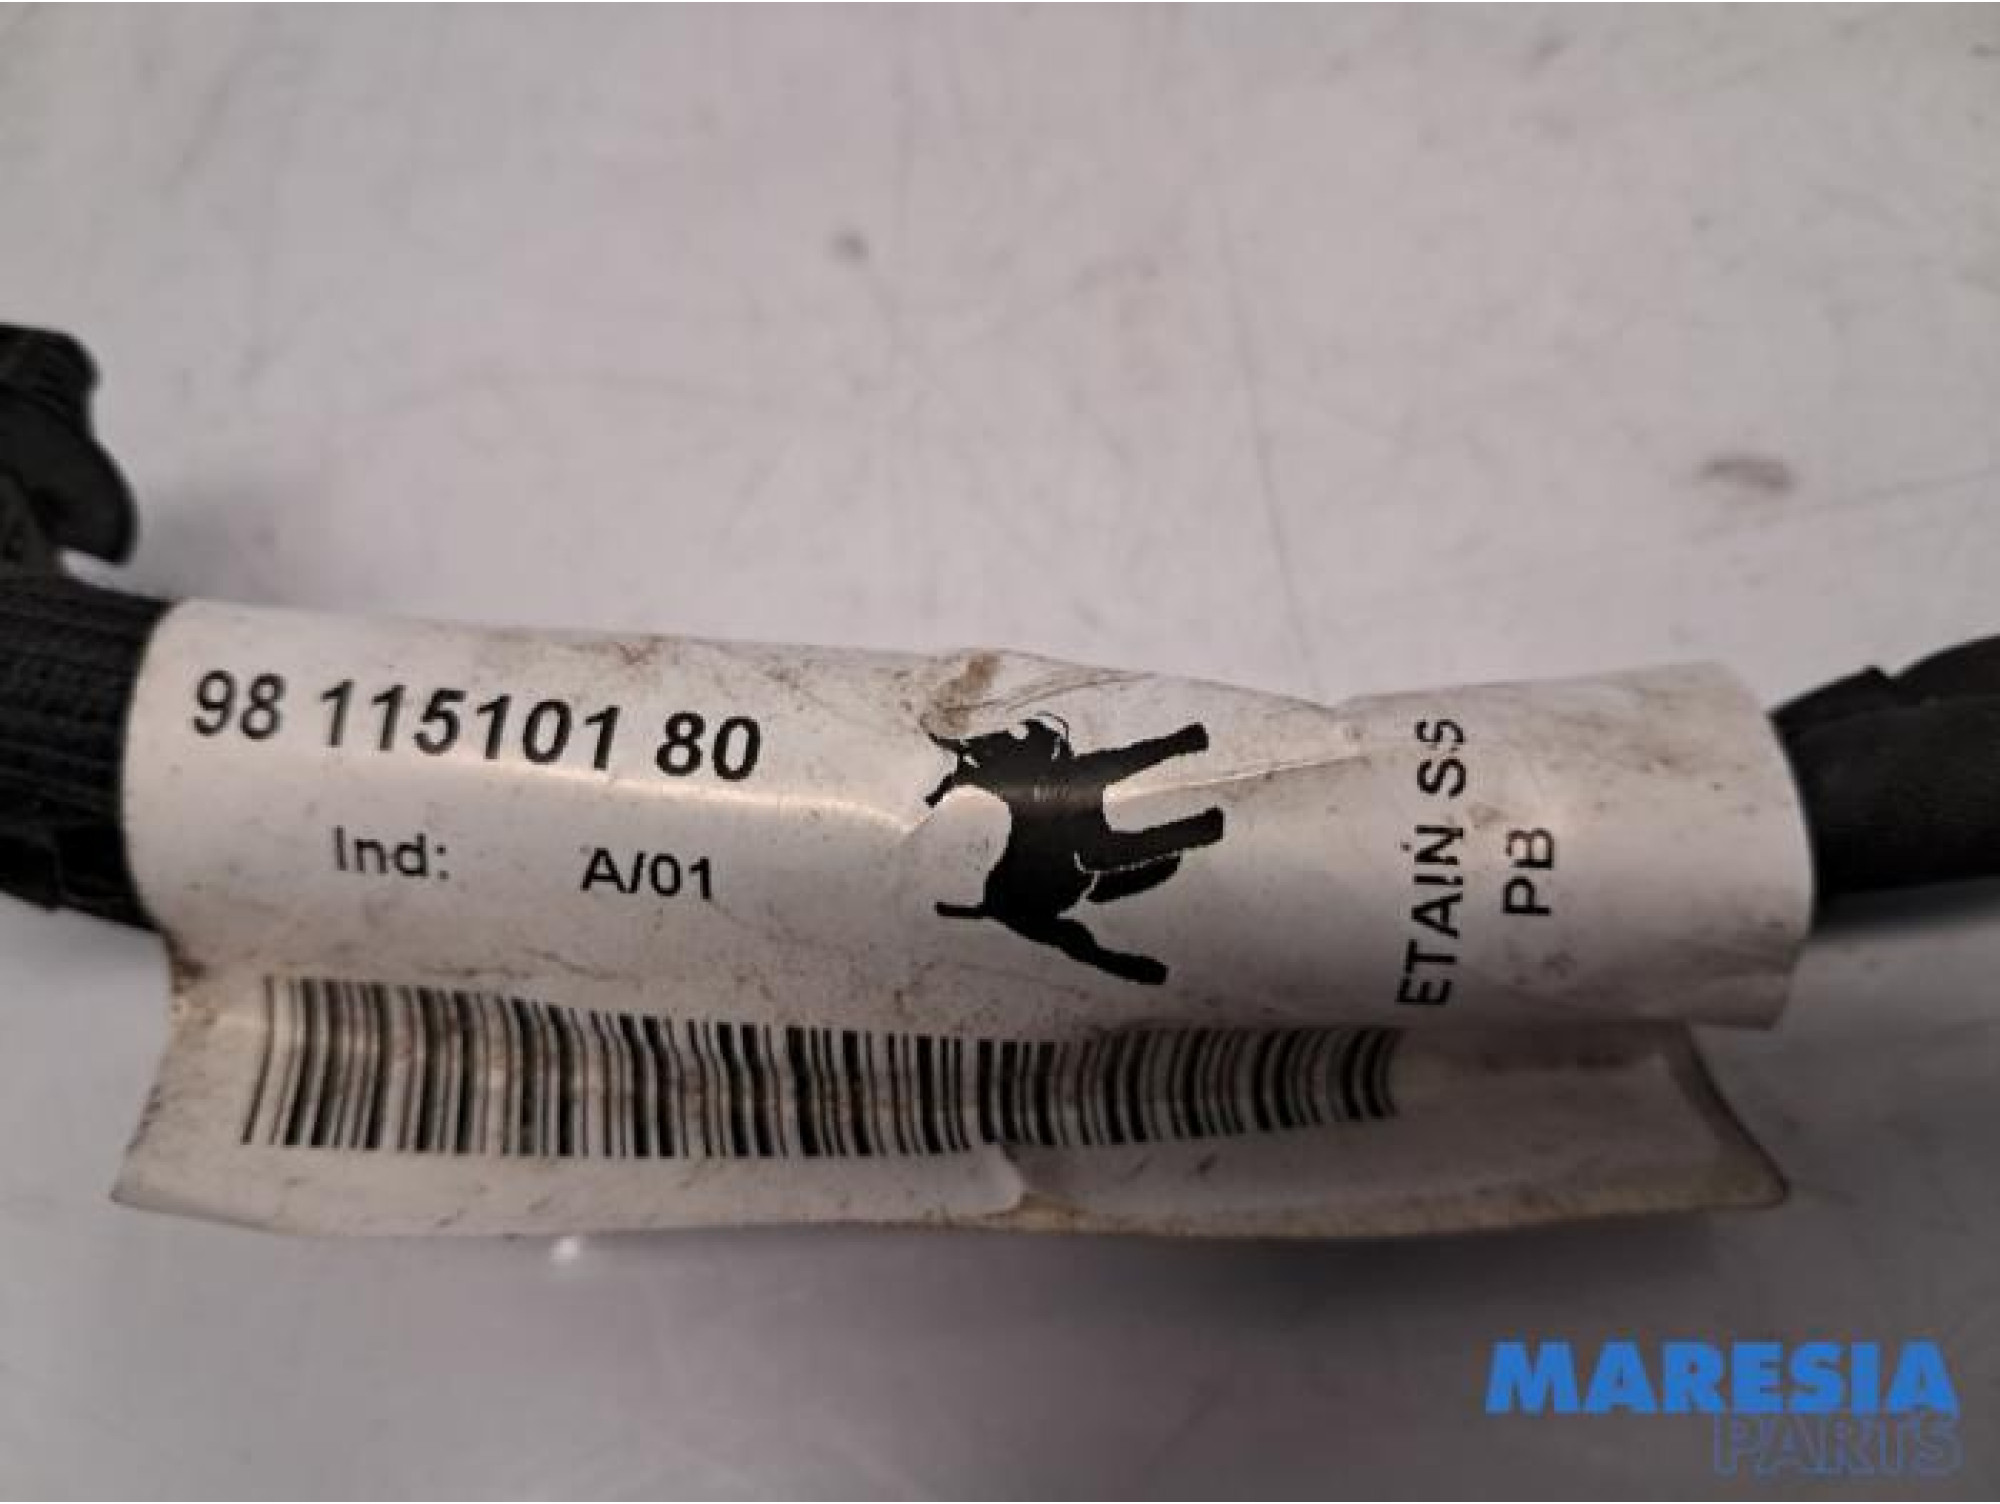 98 115101 80
Ind: A/01
ETAIN SS
PB
MARESIA
PARTS